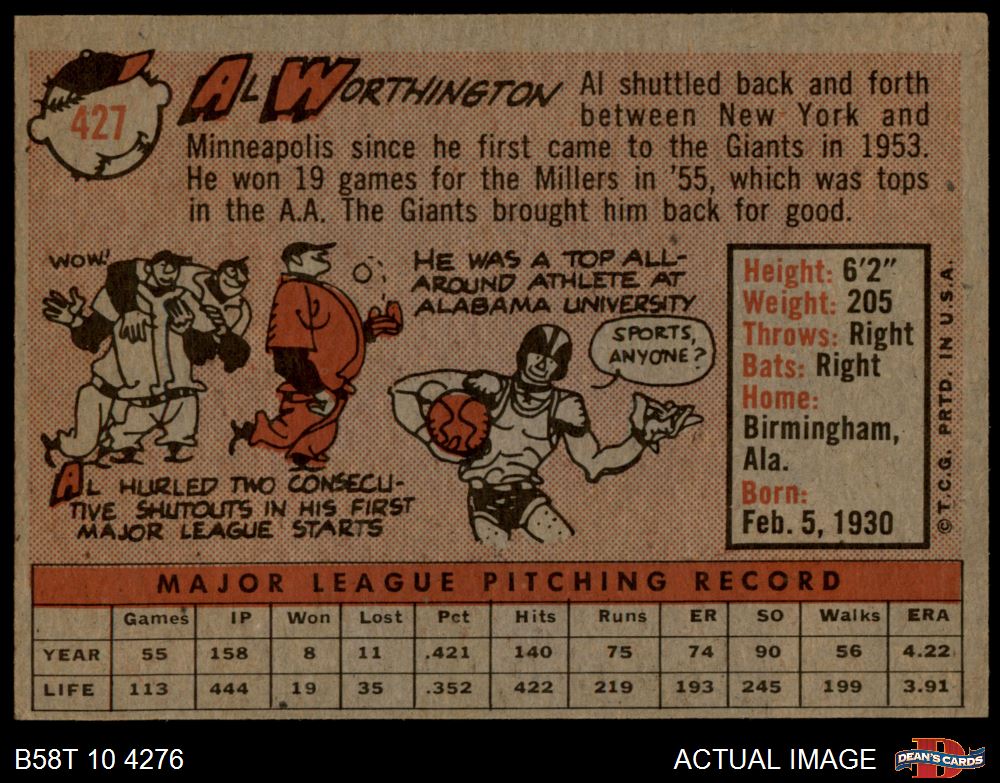 427
AL WORTHINGTON
Al shuttled back and forth
between New York and
Minneapolis since he first came to the Giants in 1953.
He won 19 games for the Millers in '55, which was tops
in the A.A. The Giants brought him back for good.
WOW!
HE WAS A TOP ALL-
AROUND ATHLETE AT
ALABAMA UNIVERSITY
SPORTS,
ANYONE?
AL HURLED TWO CONSECU-
TIVE SHUTOUTS IN HIS FIRST
MAJOR LEAGUE STARTS
Height: 6'2"
Weight: 205
Throws: Right
Bats: Right
Home:
Birmingham,
Ala.
Born:
Feb. 5, 1930
© T.C.G. PRTD. IN U.S.A.
MAJOR LEAGUE PITCHING RECORD
Games IP Won Lost Pct Hits Runs ER SO Walks ERA
YEAR 55 158 8 11 .421 140 75 74 90 56 4.22
LIFE 113 444 19 35 .352 422 219 193 245 199 3.91
B58T 10 4276
ACTUAL IMAGE
D
DEAN'S CARDS